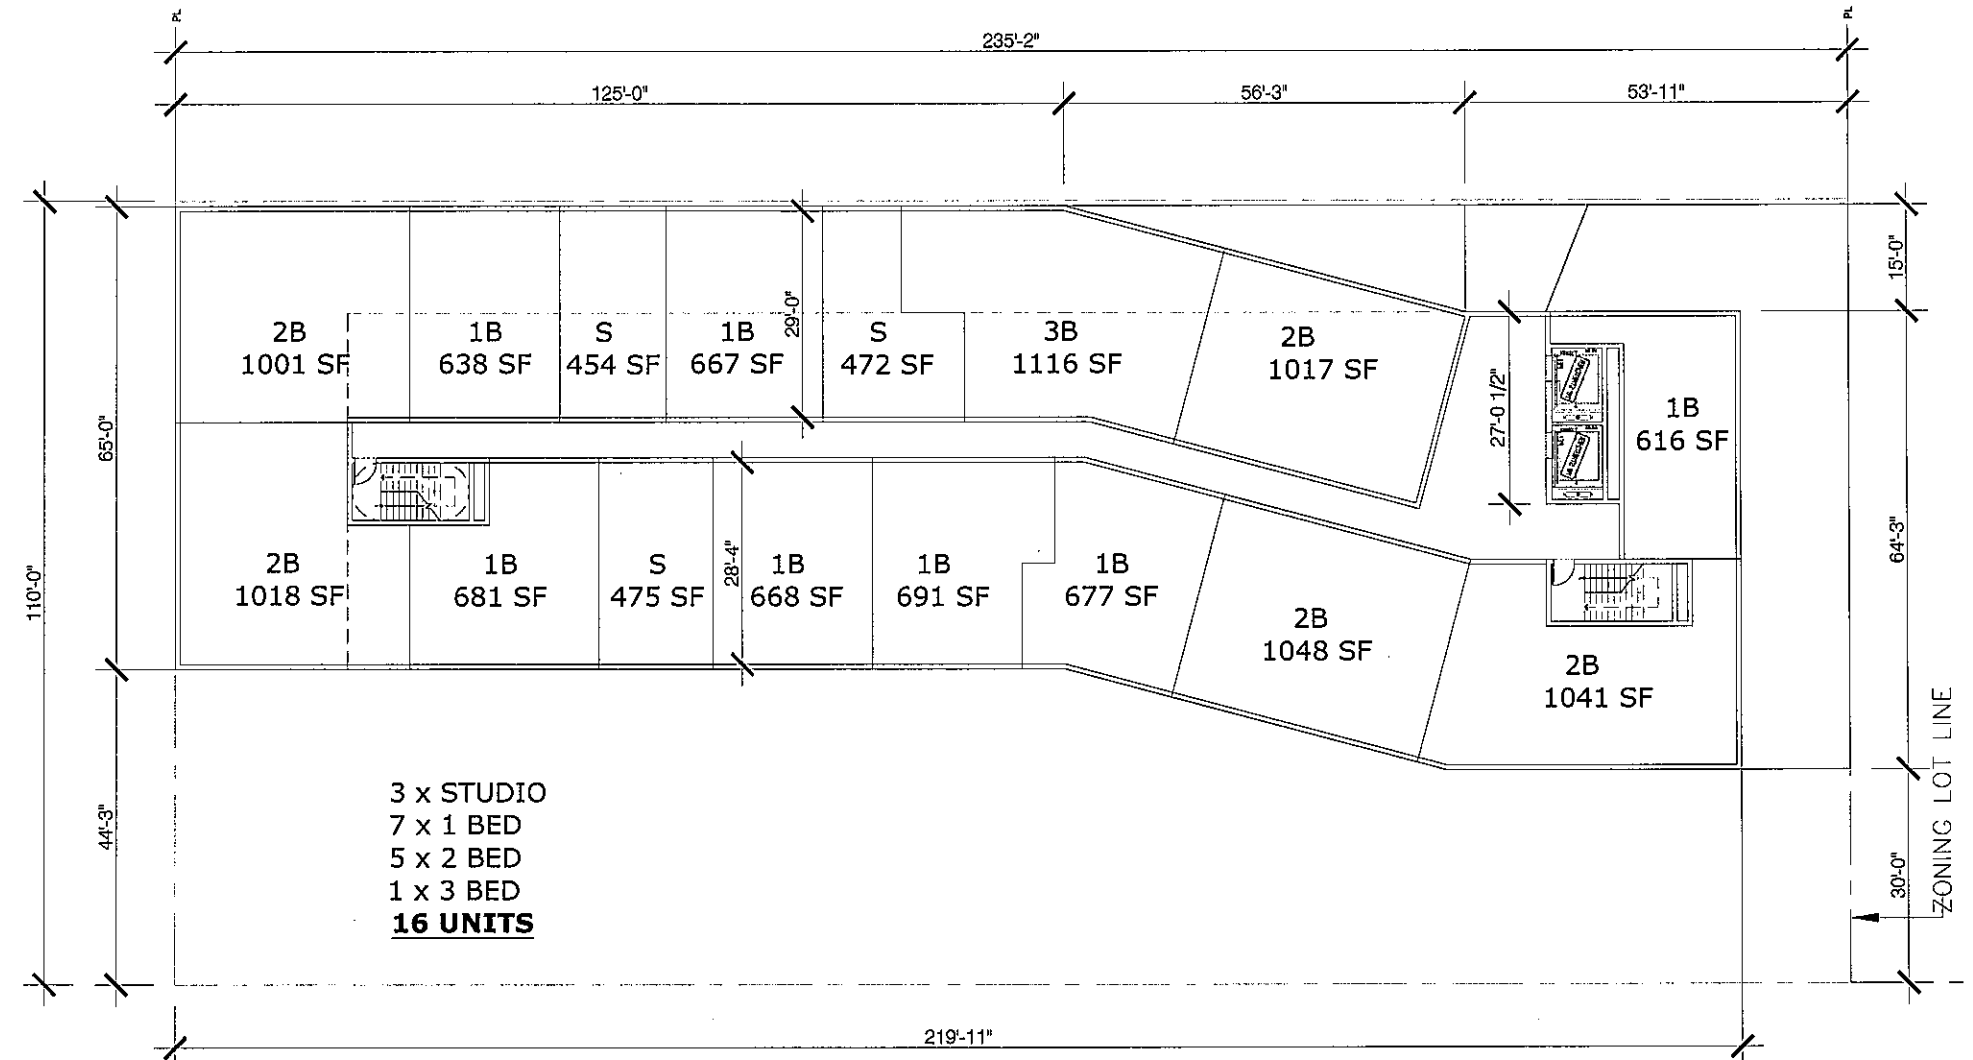 PL
PL
235'-2"
125'-0"
56'-3"
53'-11"
110'-0"
65'-0"
44'-3"
15'-0"
64'-3"
30'-0"
29'-0"
28'-4"
27'-0 1/2"
2B
1001 SF
1B
638 SF
S
454 SF
1B
667 SF
S
472 SF
3B
1116 SF
2B
1017 SF
1B
616 SF
2B
1018 SF
1B
681 SF
S
475 SF
1B
668 SF
1B
691 SF
1B
677 SF
2B
1048 SF
2B
1041 SF
3 x STUDIO
7 x 1 BED
5 x 2 BED
1 x 3 BED
16 UNITS
ZONING LOT LINE
219'-11"